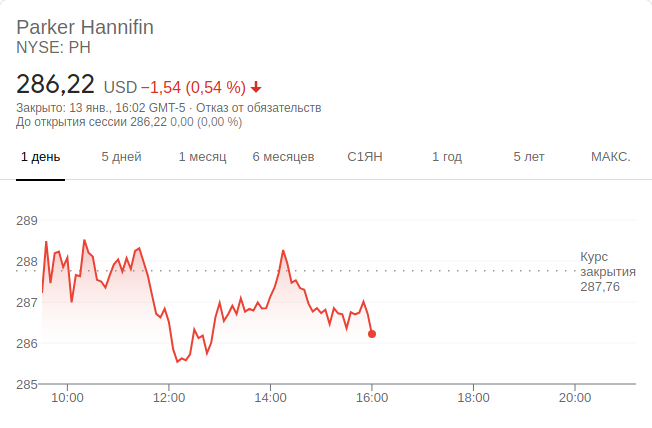 Parker Hannifin
NYSE: PH
286,22 USD −1,54 (0,54 %)
Закрыто: 13 янв., 16:02 GMT-5 · Отказ от обязательств
До открытия сессии 286,22 0,00 (0,00 %)
1 день 5 дней 1 месяц 6 месяцев С1ЯН 1 год 5 лет МАКС.
289
288
287
286
285
Курс
закрытия
287,76
10:00 12:00 14:00 16:00 18:00 20:00